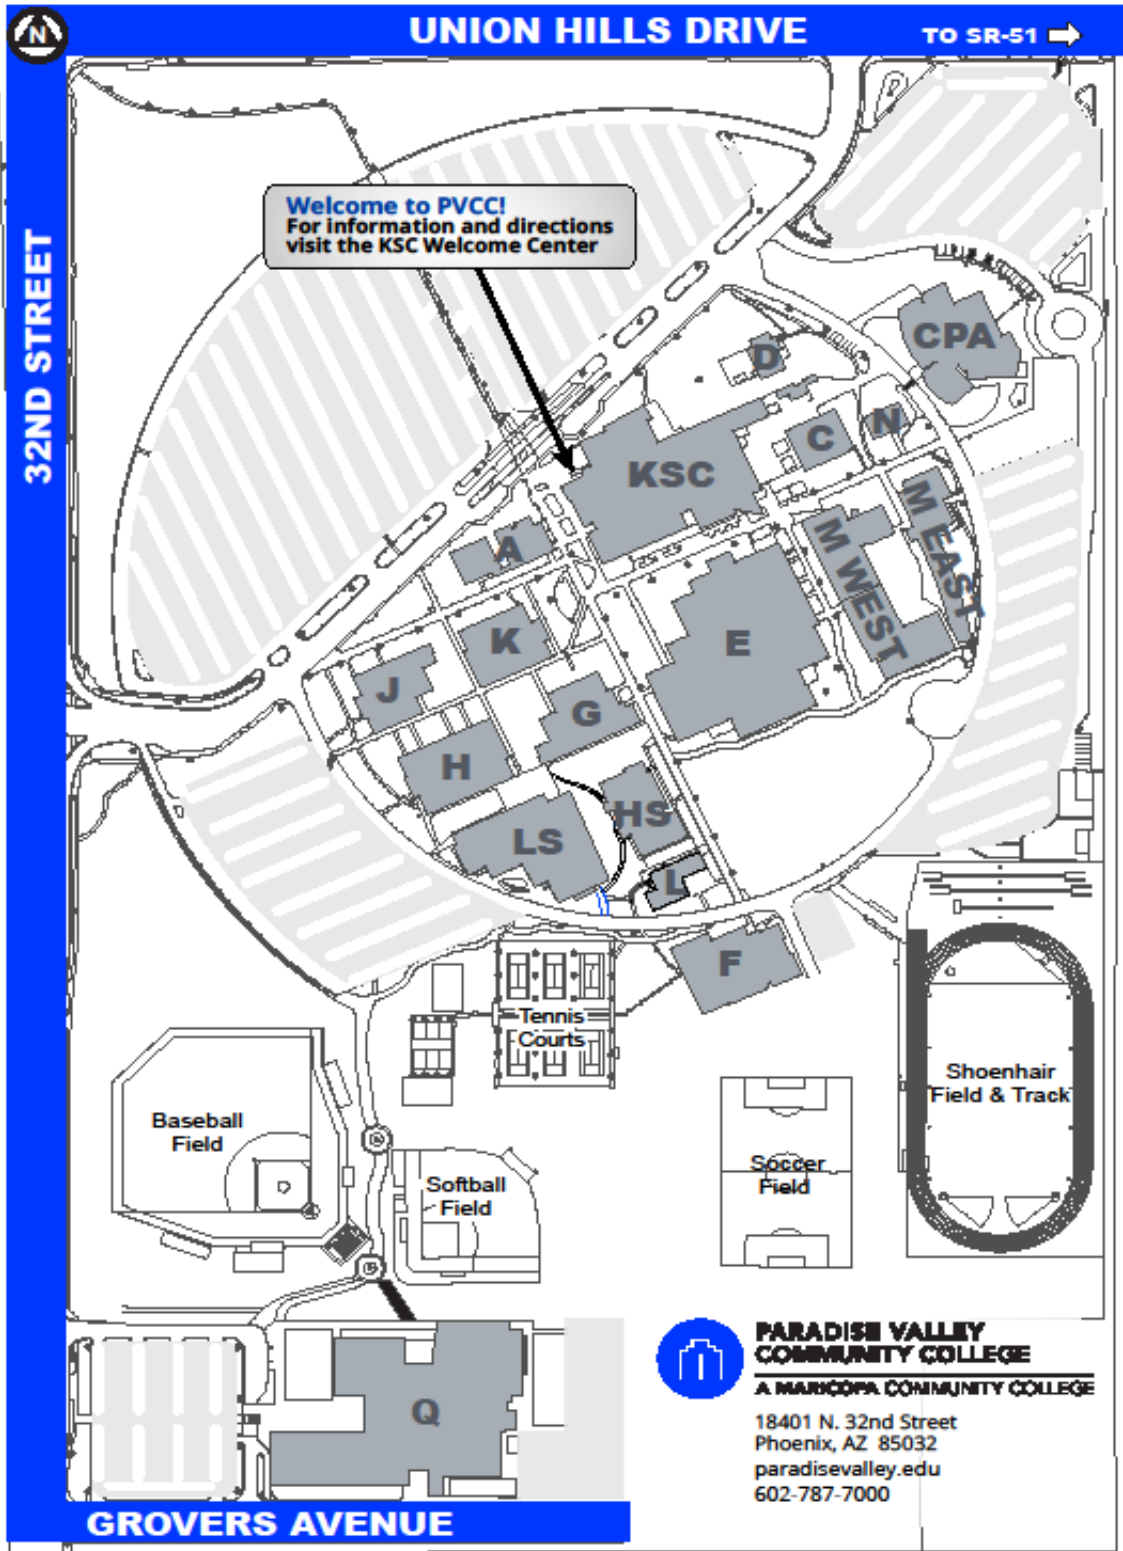 N
UNION HILLS DRIVE
TO SR-51
32ND STREET
Welcome to PVCC!
For information and directions
visit the KSC Welcome Center
CPA
D
N
C
KSC
M EAST
M WEST
A
E
K
J
G
H
HS
LS
L
F
Tennis
Courts
Shoenhair
Field & Track
Baseball
Field
Soccer
Field
Softball
Field
PARADISE VALLEY
COMMUNITY COLLEGE
A MARICOPA COMMUNITY COLLEGE
18401 N. 32nd Street
Phoenix, AZ 85032
paradisevalley.edu
602-787-7000
Q
GROVERS AVENUE